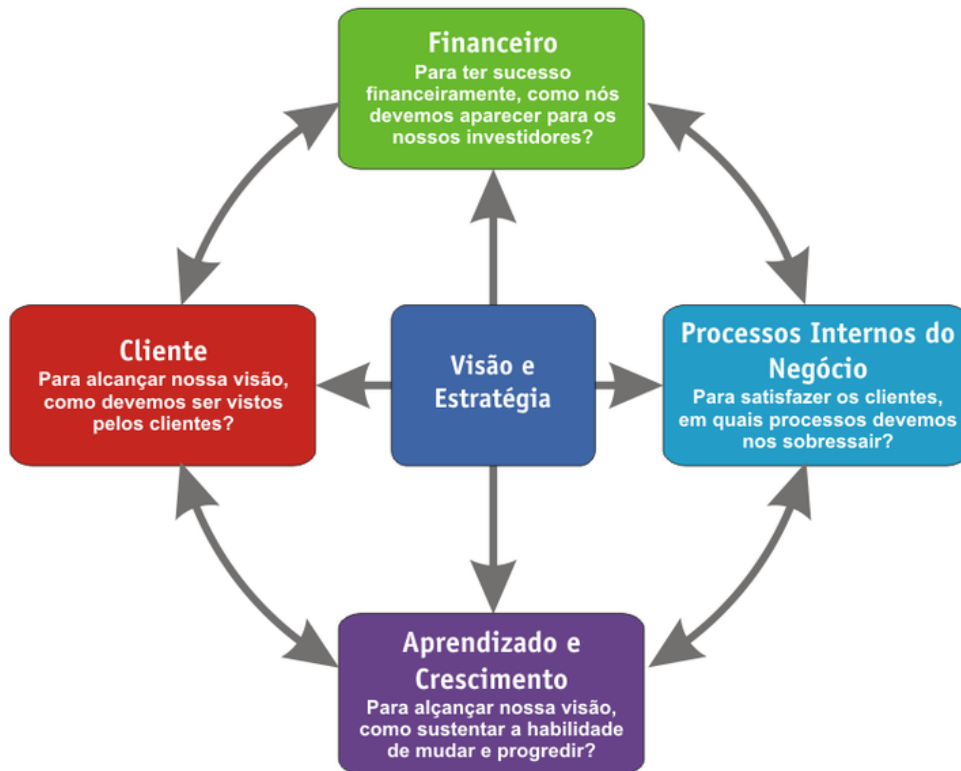 Financeiro
Para ter sucesso
financeiramente, como nós
devemos aparecer para os
nossos investidores?
Cliente
Para alcançar nossa visão,
como devemos ser vistos
pelos clientes?
Visão e
Estratégia
Processos Internos do
Negócio
Para satisfazer os clientes,
em quais processos devemos
nos sobressair?
Aprendizado e
Crescimento
Para alçançar nossa visão,
como sustentar a habilidade
de mudar e progredir?